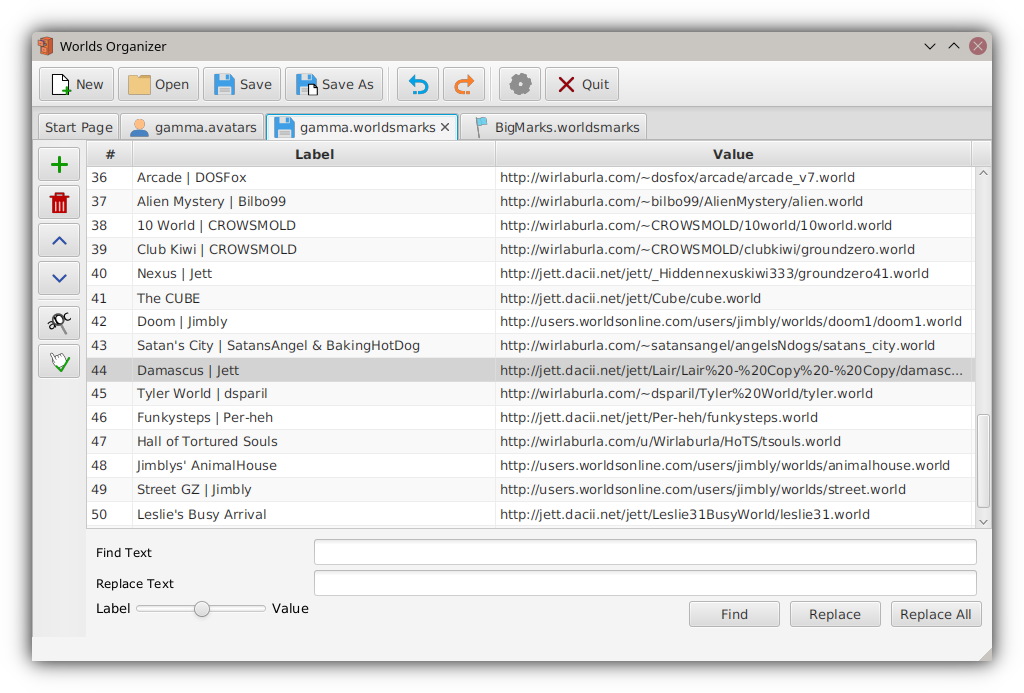 Worlds Organizer
New Open Save Save As Quit
Start Page gamma.avatars gamma.worldsmarks BigMarks.worldsmarks
# Label Value
36 Arcade | DOSFox http://wirlaburla.com/~dosfox/arcade/arcade_v7.world
37 Alien Mystery | Bilbo99 http://wirlaburla.com/~bilbo99/AlienMystery/alien.world
38 10 World | CROWSMOLD http://wirlaburla.com/~CROWSMOLD/10world/10world.world
39 Club Kiwi | CROWSMOLD http://wirlaburla.com/~CROWSMOLD/clubkiwi/groundzero.world
40 Nexus | Jett http://jett.dacii.net/jett/_Hiddennexuskiwi333/groundzero41.world
41 The CUBE http://jett.dacii.net/jett/Cube/cube.world
42 Doom | Jimbly http://users.worldsonline.com/users/jimbly/worlds/doom1/doom1.world
43 Satan's City | SatansAngel & BakingHotDog http://wirlaburla.com/~satansangel/angelsNdogs/satans_city.world
44 Damascus | Jett http://jett.dacii.net/jett/Lair/Lair%20-%20Copy%20-%20Copy/damasc...
45 Tyler World | dsparil http://wirlaburla.com/~dsparil/Tyler%20World/tyler.world
46 Funkysteps | Per-heh http://jett.dacii.net/jett/Per-heh/funkysteps.world
47 Hall of Tortured Souls http://wirlaburla.com/u/Wirlaburla/HoTS/tsouls.world
48 Jimblys' AnimalHouse http://users.worldsonline.com/users/jimbly/worlds/animalhouse.world
49 Street GZ | Jimbly http://users.worldsonline.com/users/jimbly/worlds/street.world
50 Leslie's Busy Arrival http://jett.dacii.net/jett/Leslie31BusyWorld/leslie31.world
Find Text
Replace Text
Label Value
Find Replace Replace All